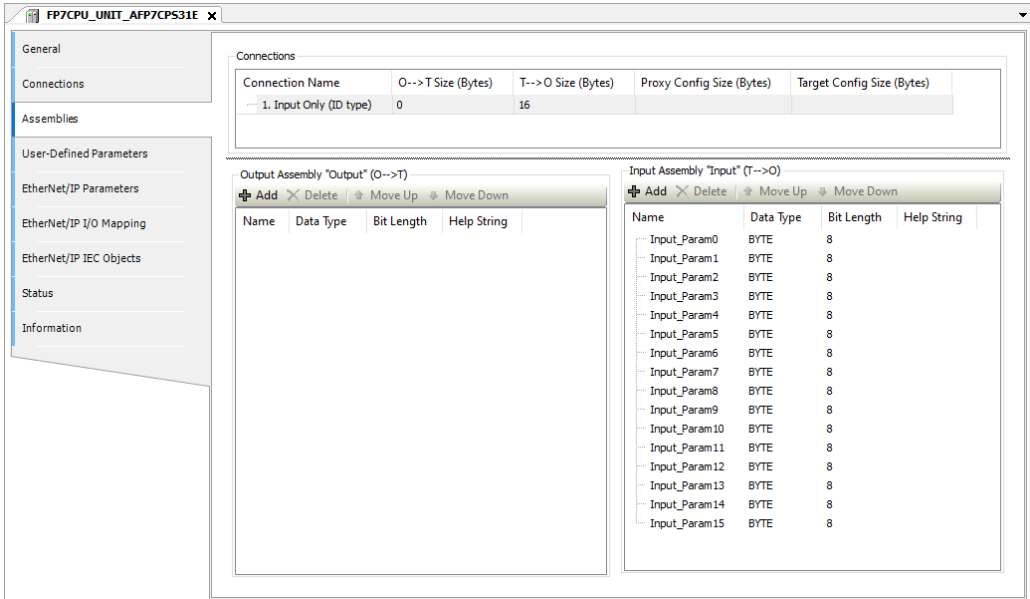 FP7CPU_UNIT_AFP7CPS31E X
General
Connections
Assemblies
User-Defined Parameters
EtherNet/IP Parameters
EtherNet/IP I/O Mapping
EtherNet/IP IEC Objects
Status
Information
Connections
Connection Name O-->T Size (Bytes) T-->O Size (Bytes) Proxy Config Size (Bytes) Target Config Size (Bytes)
1. Input Only (ID type) 0 16
Output Assembly "Output" (O-->T)
Add Delete Move Up Move Down
Name Data Type Bit Length Help String
Input Assembly "Input" (T-->O)
Add Delete Move Up Move Down
Name Data Type Bit Length Help String
Input_Param0 BYTE 8
Input_Param1 BYTE 8
Input_Param2 BYTE 8
Input_Param3 BYTE 8
Input_Param4 BYTE 8
Input_Param5 BYTE 8
Input_Param6 BYTE 8
Input_Param7 BYTE 8
Input_Param8 BYTE 8
Input_Param9 BYTE 8
Input_Param10 BYTE 8
Input_Param11 BYTE 8
Input_Param12 BYTE 8
Input_Param13 BYTE 8
Input_Param14 BYTE 8
Input_Param15 BYTE 8